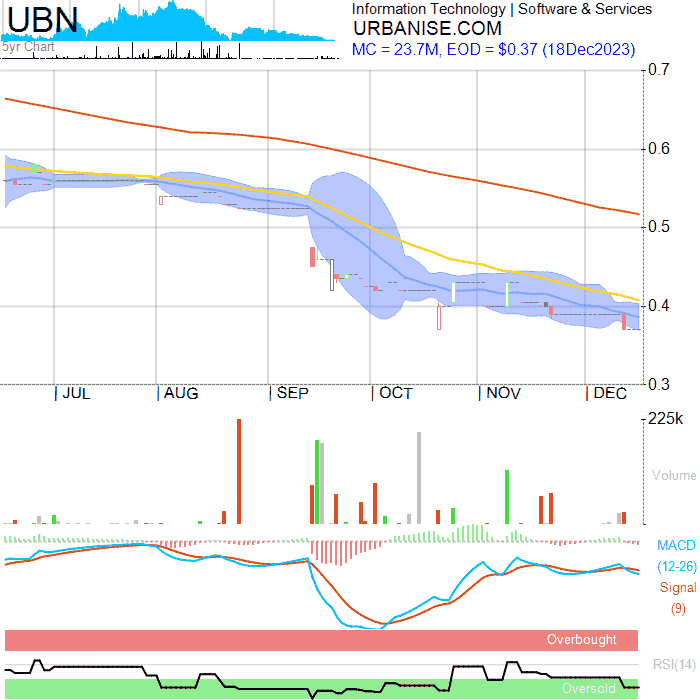 UBN
5yr Chart
Information Technology | Software & Services
URBANISE.COM
MC = 23.7M, EOD = $0.37 (18Dec2023)
0.7
0.6
0.5
0.4
0.3
| JUL | AUG | SEP | OCT | NOV | DEC
225k
Volume
MACD
(12-26)
Signal
(9)
Overbought
RSI(14)
Oversold